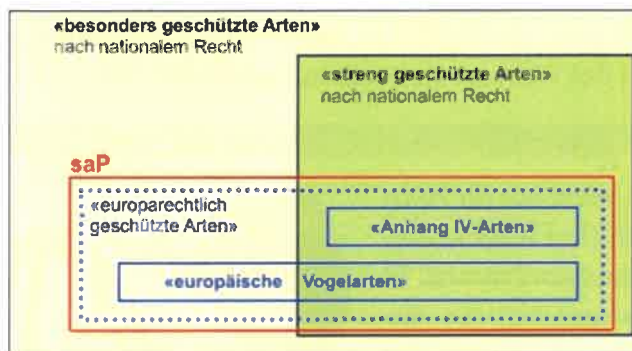 «besonders geschützte Arten»
nach nationalem Recht
«streng geschützte Arten»
nach nationalem Recht
saP
«europarechtlich
geschützte Arten»
«Anhang IV-Arten»
«europäische Vogelarten»